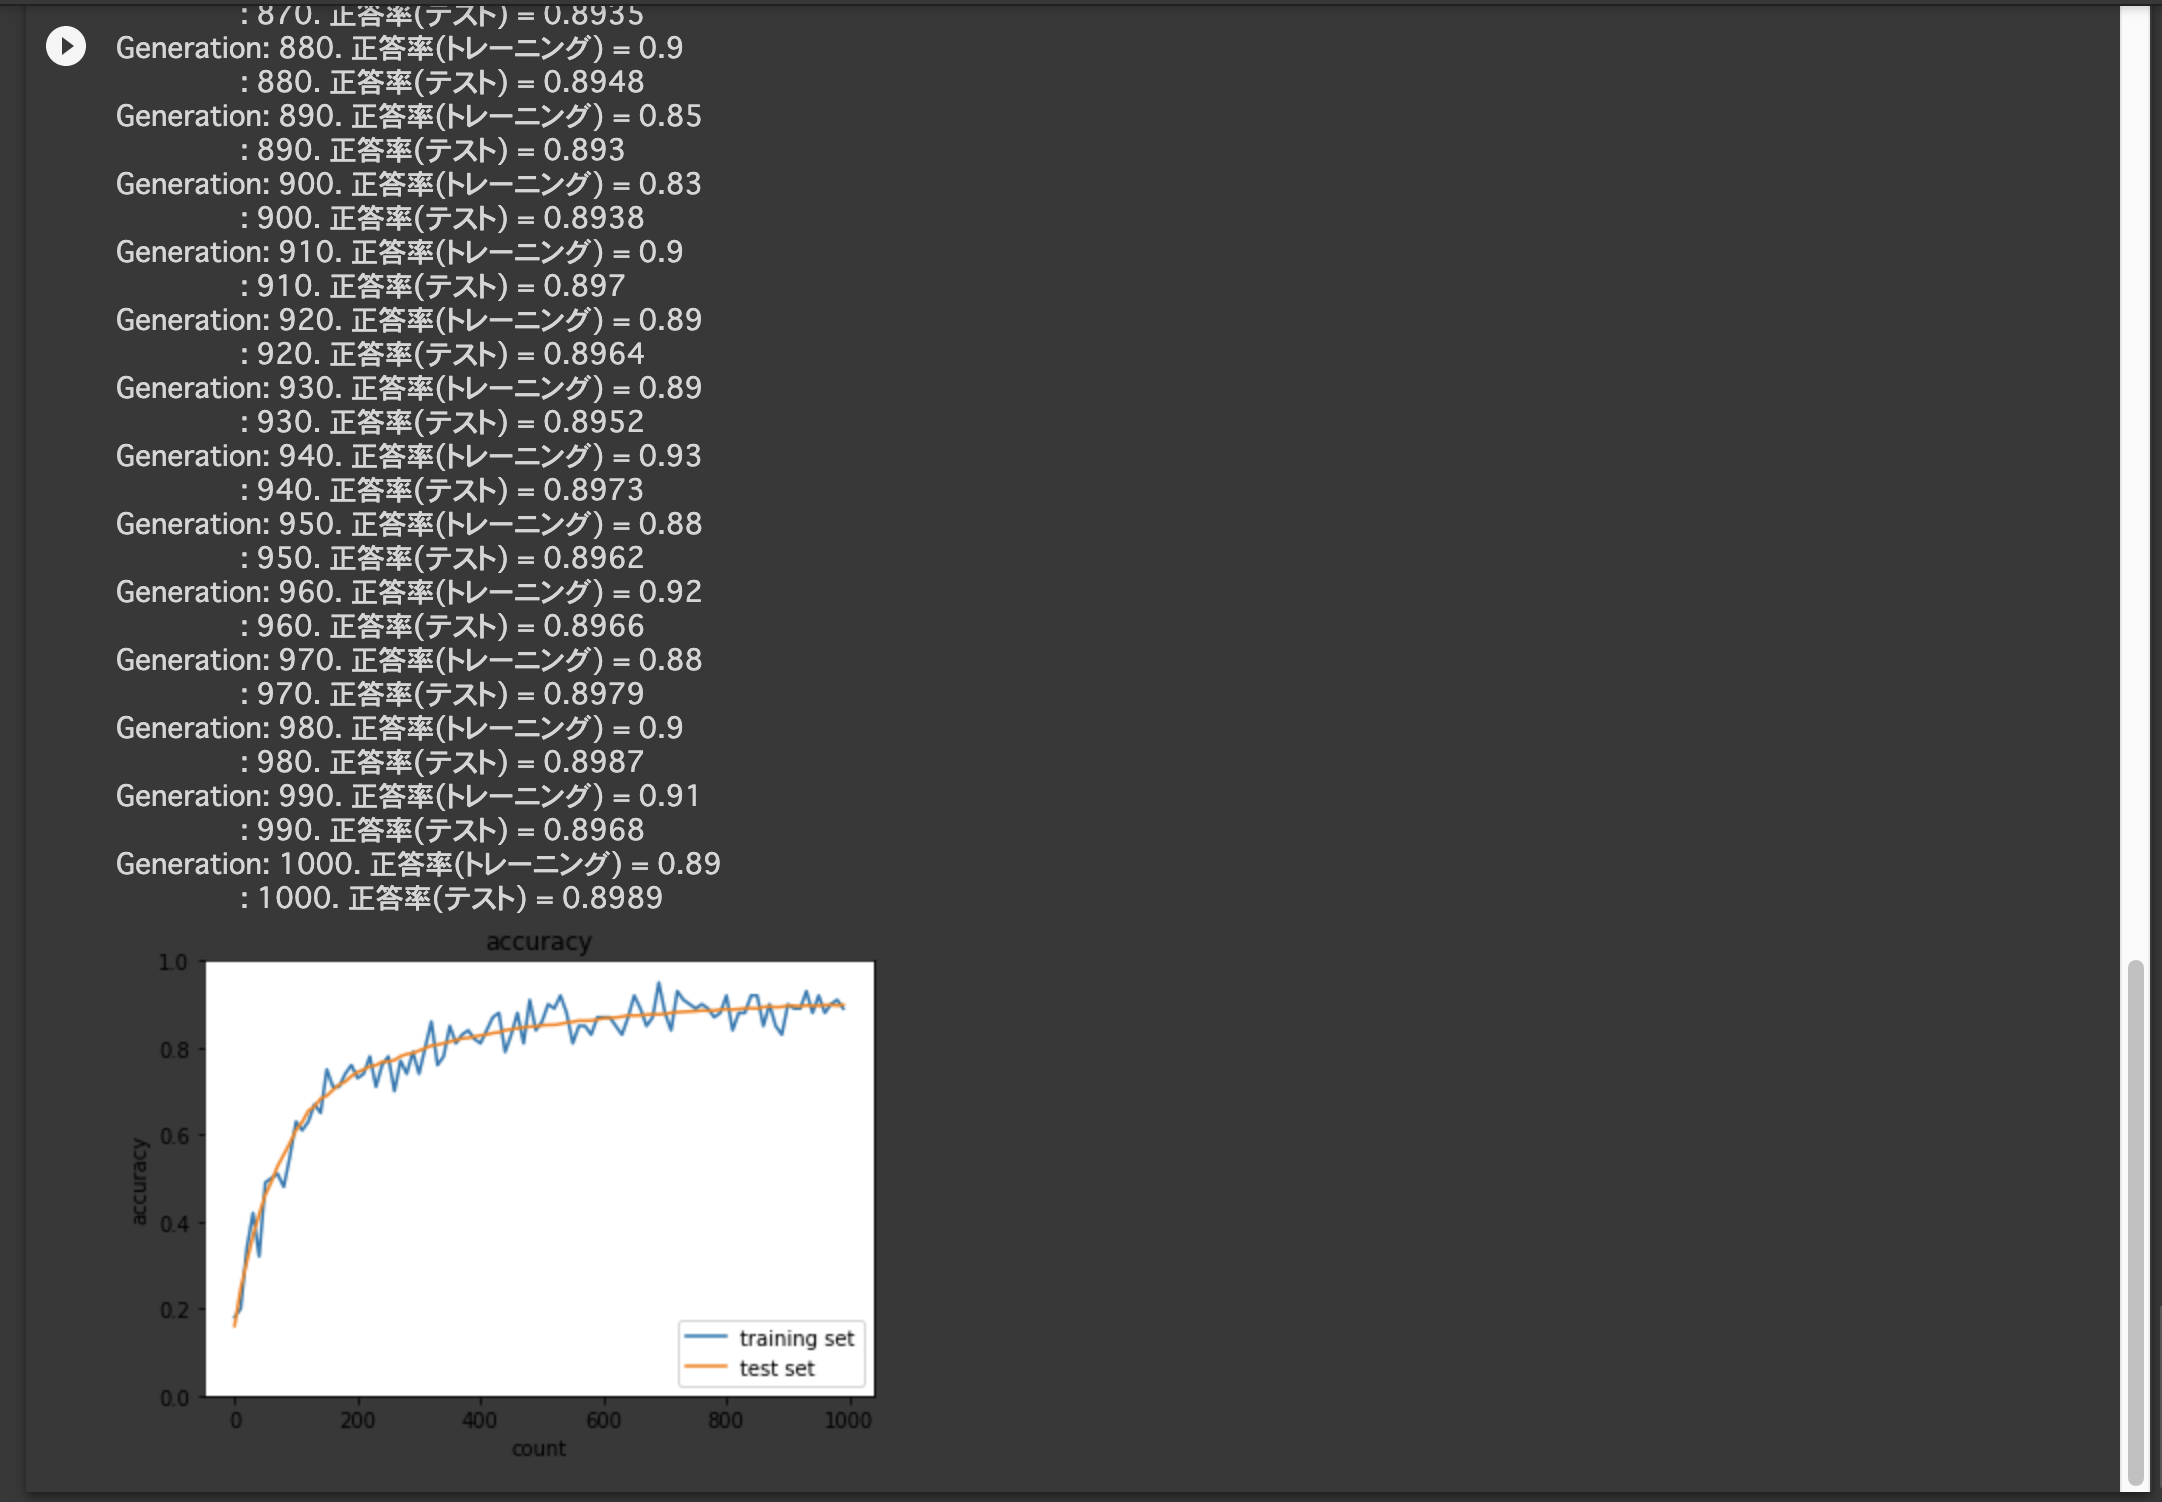 : 870. 正答率(テスト) = 0.8935
Generation: 880. 正答率(トレーニング) = 0.9
: 880. 正答率(テスト) = 0.8948
Generation: 890. 正答率(トレーニング) = 0.85
: 890. 正答率(テスト) = 0.893
Generation: 900. 正答率(トレーニング) = 0.83
: 900. 正答率(テスト) = 0.8938
Generation: 910. 正答率(トレーニング) = 0.9
: 910. 正答率(テスト) = 0.897
Generation: 920. 正答率(トレーニング) = 0.89
: 920. 正答率(テスト) = 0.8964
Generation: 930. 正答率(トレーニング) = 0.89
: 930. 正答率(テスト) = 0.8952
Generation: 940. 正答率(トレーニング) = 0.93
: 940. 正答率(テスト) = 0.8973
Generation: 950. 正答率(トレーニング) = 0.88
: 950. 正答率(テスト) = 0.8962
Generation: 960. 正答率(トレーニング) = 0.92
: 960. 正答率(テスト) = 0.8966
Generation: 970. 正答率(トレーニング) = 0.88
: 970. 正答率(テスト) = 0.8979
Generation: 980. 正答率(トレーニング) = 0.9
: 980. 正答率(テスト) = 0.8987
Generation: 990. 正答率(トレーニング) = 0.91
: 990. 正答率(テスト) = 0.8968
Generation: 1000. 正答率(トレーニング) = 0.89
: 1000. 正答率(テスト) = 0.8989
accuracy
1.0
0.8
0.6
0.4
0.2
0.0
accuracy
training set
test set
0 200 400 600 800 1000
count